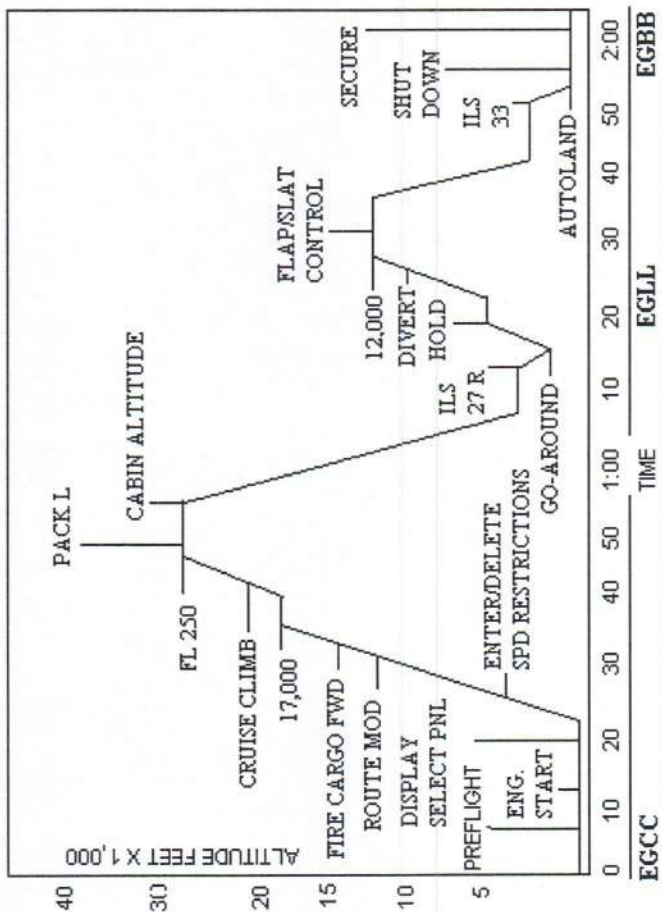 ALTITUDE FEET X 1,000
40
30
20
15
10
5
PACK L
CABIN ALTITUDE
FL 250
CRUISE CLIMB
17,000
FIRE CARGO FWD
ROUTE MOD
DISPLAY
SELECT PNL
ENTER/DELETE
SPD RESTRICTIONS
PREFLIGHT
ENG.
START
ILS
27 R
GO-AROUND
HOLD
DIVERT
12,000
FLAP/SLAT
CONTROL
ILS
33
AUTOLAND
SHUT
DOWN
SECURE
0
10
20
30
40
50
1:00
10
20
30
40
50
2:00
EGCC
TIME
EGLL
EGBB